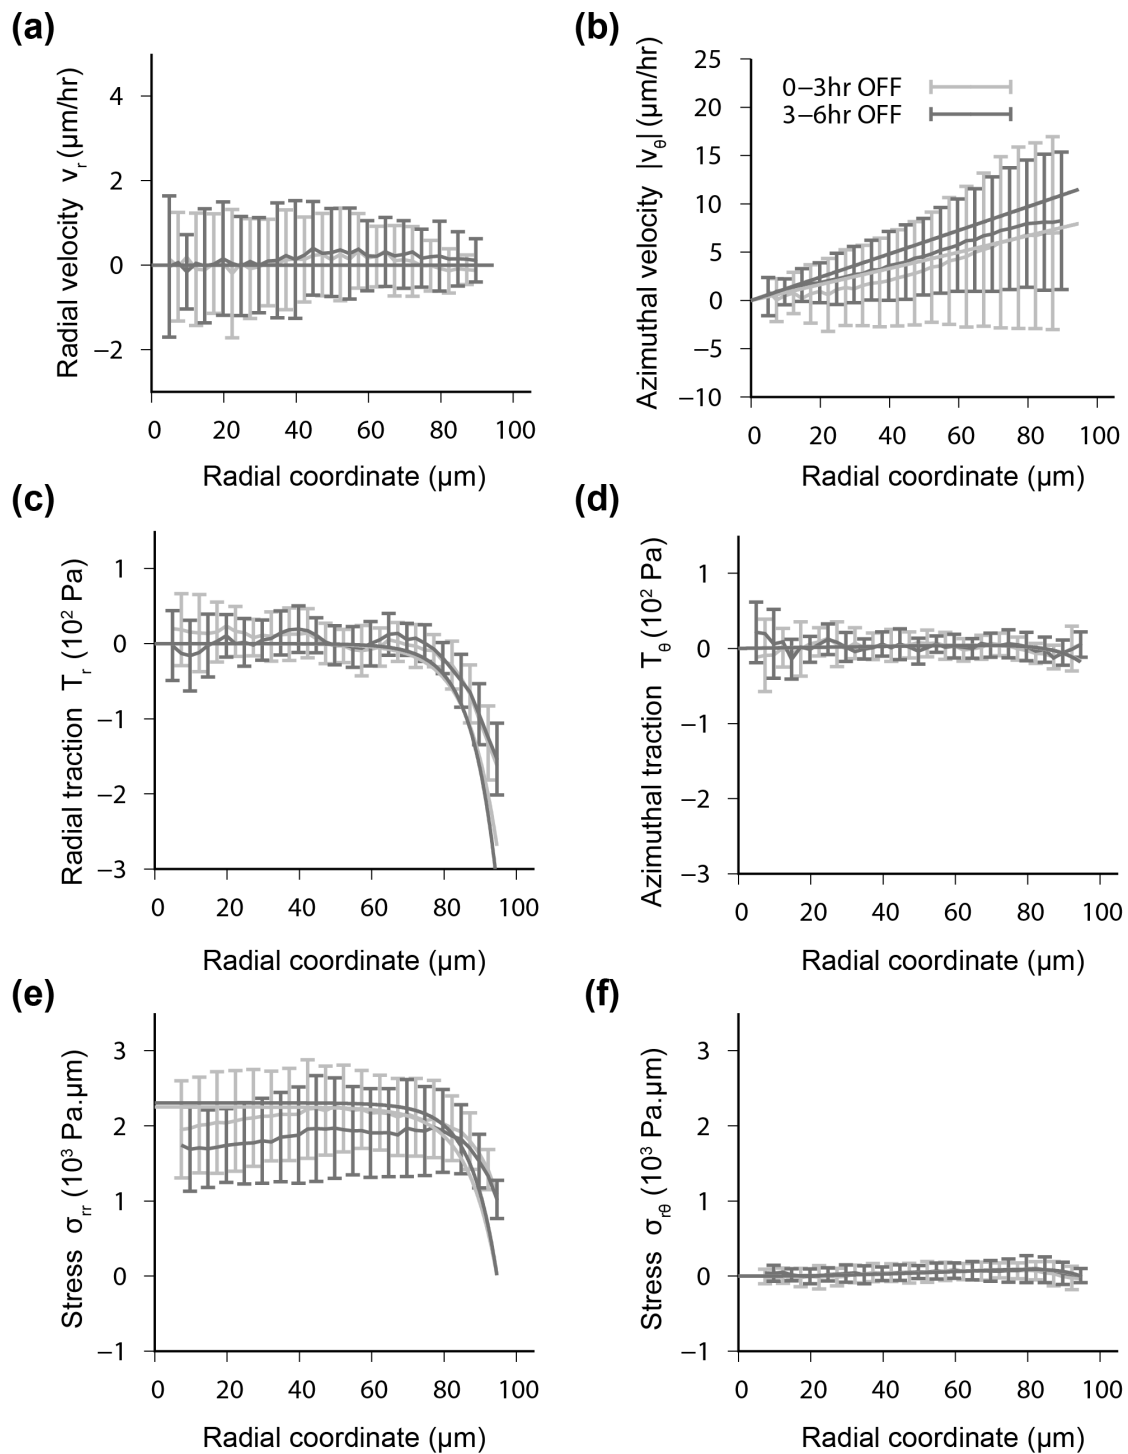 (a)
Radial velocity vr (μm/hr)
4
2
0
−2
0 20 40 60 80 100
Radial coordinate (μm)
(b)
Azimuthal velocity |vθ| (μm/hr)
25
20
15
10
5
0
−5
−10
0−3hr OFF
3−6hr OFF
0 20 40 60 80 100
Radial coordinate (μm)
(c)
Radial traction Tr (10² Pa)
1
0
−1
−2
−3
0 20 40 60 80 100
Radial coordinate (μm)
(d)
Azimuthal traction Tθ (10² Pa)
1
0
−1
−2
−3
0 20 40 60 80 100
Radial coordinate (μm)
(e)
Stress σrr (10³ Pa.μm)
3
2
1
0
−1
0 20 40 60 80 100
Radial coordinate (μm)
(f)
Stress σrθ (10³ Pa.μm)
3
2
1
0
−1
0 20 40 60 80 100
Radial coordinate (μm)